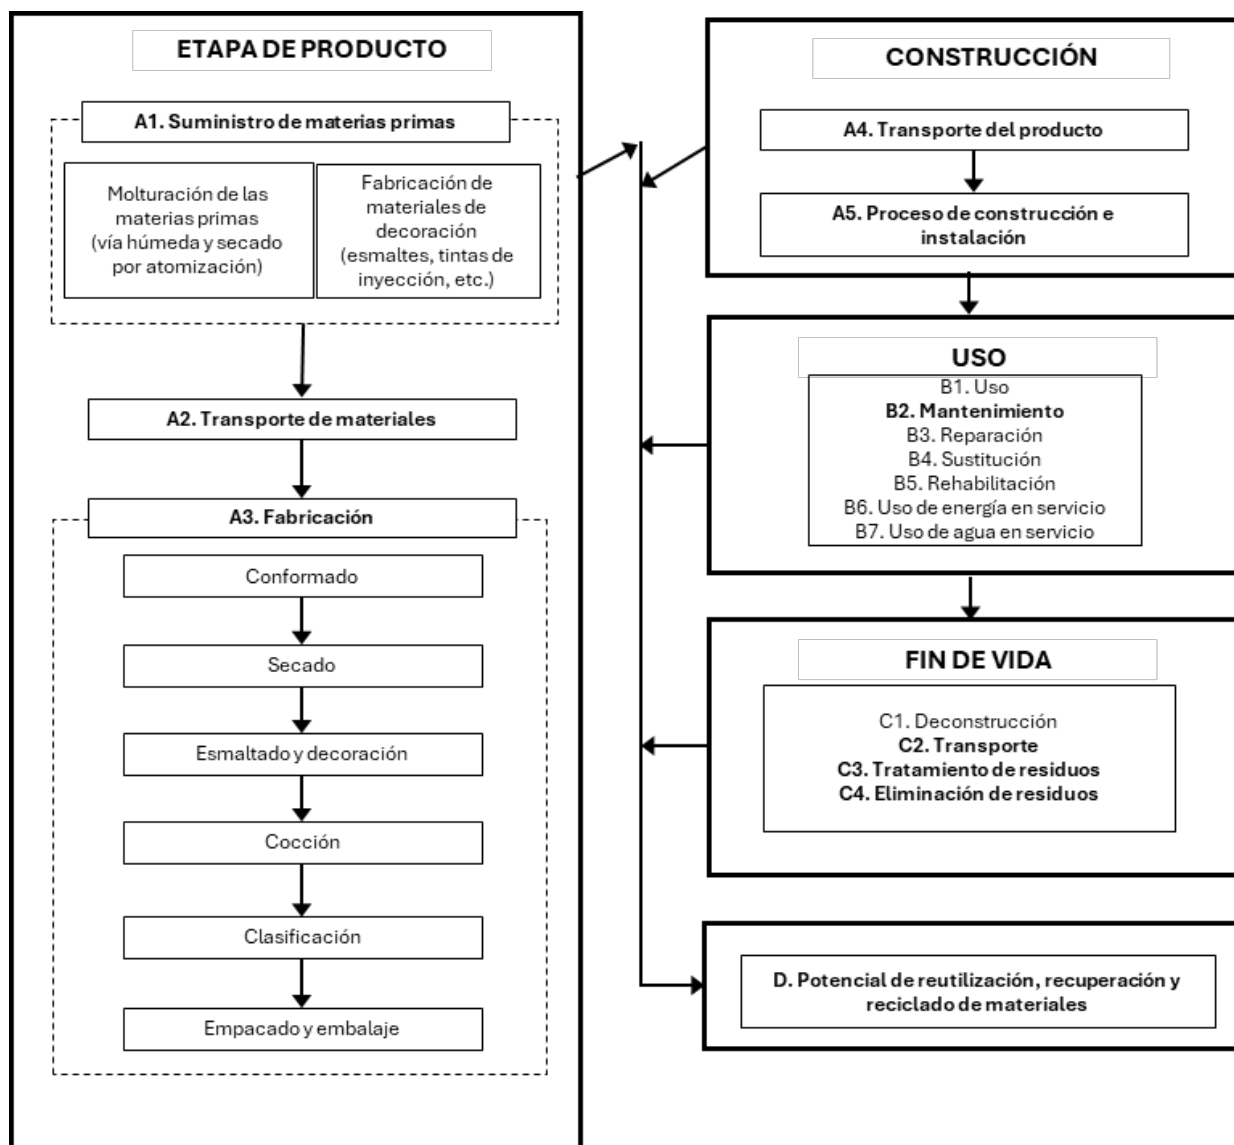 ETAPA DE PRODUCTO
A1. Suministro de materias primas
Molturación de las
materias primas
(vía húmeda y secado
por atomización)
Fabricación de
materiales de
decoración
(esmaltes, tintas de
inyección, etc.)
A2. Transporte de materiales
A3. Fabricación
Conformado
Secado
Esmaltado y decoración
Cocción
Clasificación
Empacado y embalaje
CONSTRUCCIÓN
A4. Transporte del producto
A5. Proceso de construcción e
instalación
USO
B1. Uso
B2. Mantenimiento
B3. Reparación
B4. Sustitución
B5. Rehabilitación
B6. Uso de energía en servicio
B7. Uso de agua en servicio
FIN DE VIDA
C1. Deconstrucción
C2. Transporte
C3. Tratamiento de residuos
C4. Eliminación de residuos
D. Potencial de reutilización, recuperación y
reciclado de materiales